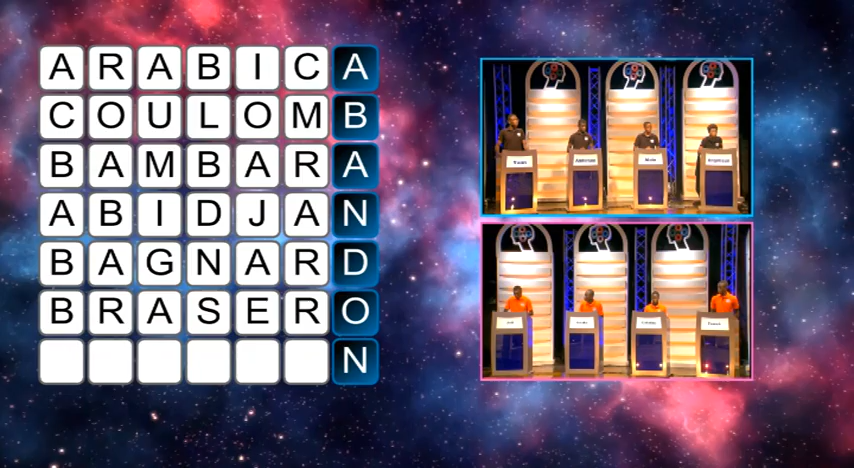 ARABICA
COULOMB
BAMBARA
ABIDJAN
BAGNARD
BRASERO
N